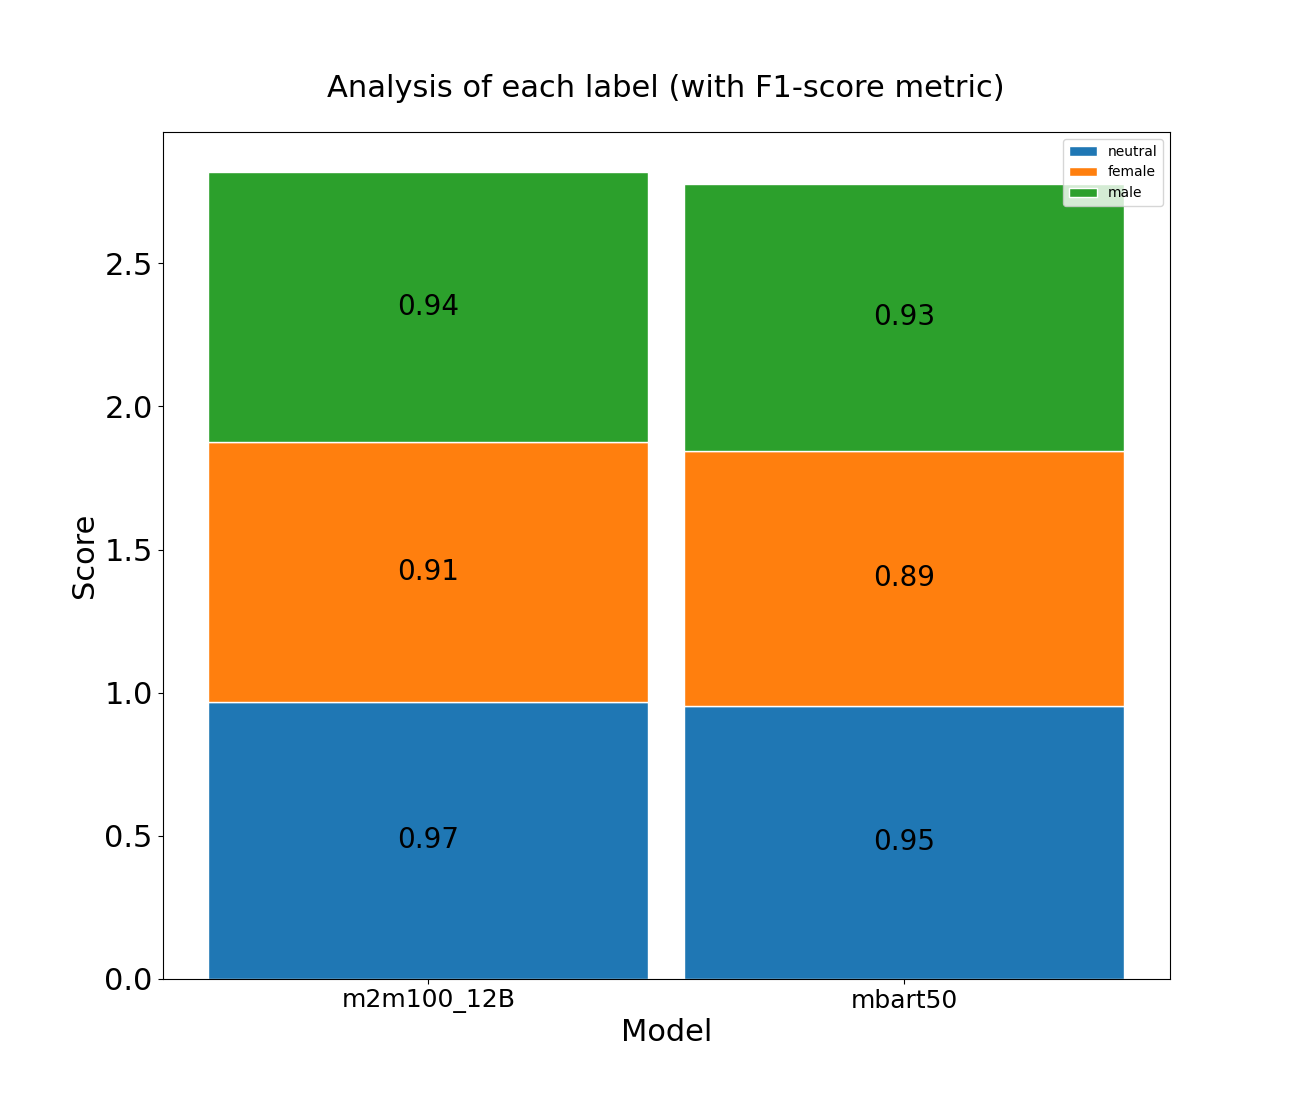 Analysis of each label (with F1-score metric)
neutral
female
male
2.5
2.0
1.5
1.0
0.5
0.0
Score
0.94
0.93
0.91
0.89
0.97
0.95
m2m100_12B
mbart50
Model